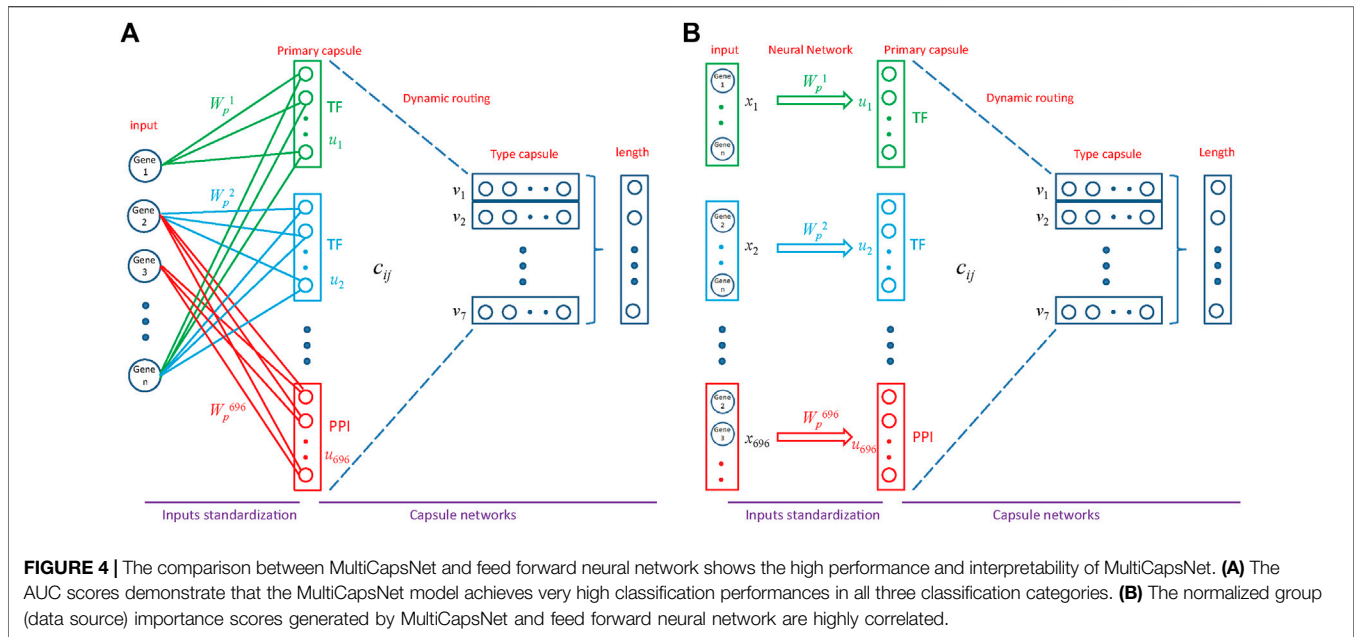 A
Primary capsule
Dynamic routing
input
Gene 1
Gene 2
Gene 3
Gene n
W_p^1
W_p^2
W_p^696
TF
u_1
TF
u_2
PPI
u_696
c_ij
Type capsule
length
v_1
v_2
v_7
Inputs standardization
Capsule networks
B
input
Neural Network
Primary capsule
Dynamic routing
Gene 1
Gene n
x_1
W_p^1
u_1
TF
Gene 2
Gene n
x_2
W_p^2
u_2
TF
Gene 2
Gene 3
x_696
W_p^696
u_696
PPI
c_ij
Type capsule
Length
v_1
v_2
v_7
Inputs standardization
Capsule networks
FIGURE 4 | The comparison between MultiCapsNet and feed forward neural network shows the high performance and interpretability of MultiCapsNet. (A) The
AUC scores demonstrate that the MultiCapsNet model achieves very high classification performances in all three classification categories. (B) The normalized group
(data source) importance scores generated by MultiCapsNet and feed forward neural network are highly correlated.